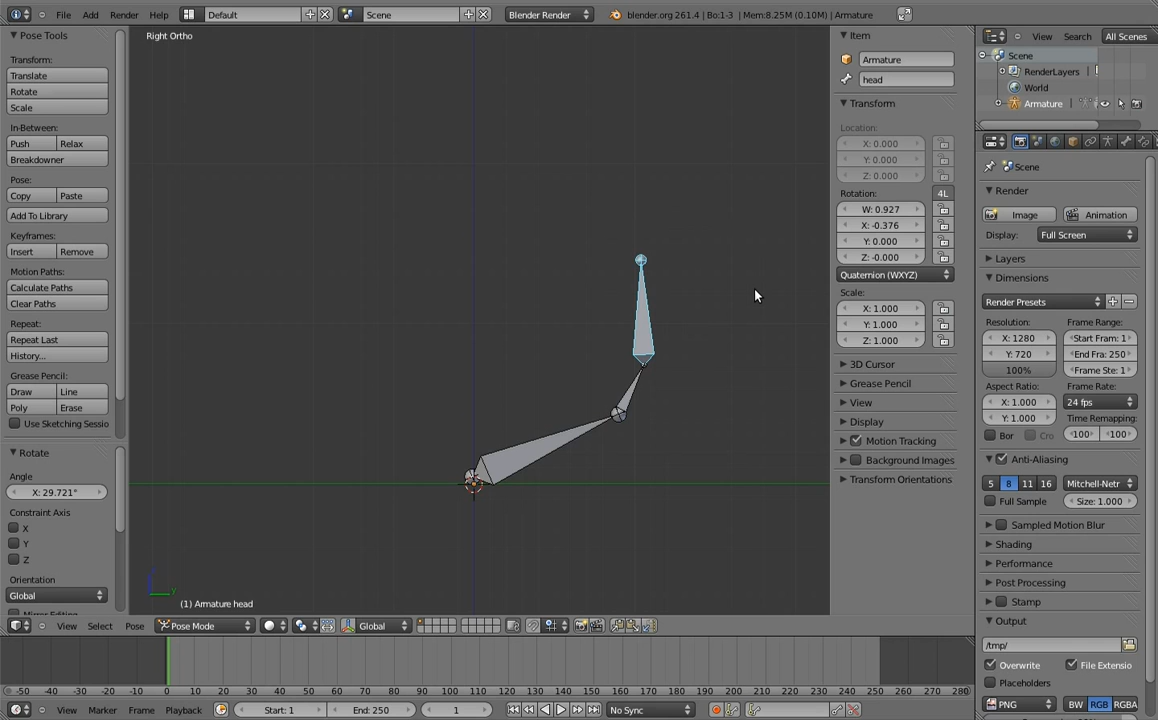 File Add Render Help Default Scene Blender Render blender.org 261.4 | Bo:1-3 | Mem:8.25M (0.10M) | Armature
Pose Tools
Transform:
Translate
Rotate
Scale
In-Between:
Push Relax
Breakdowner
Pose:
Copy Paste
Add To Library
Keyframes:
Insert Remove
Motion Paths:
Calculate Paths
Clear Paths
Repeat:
Repeat Last
History...
Grease Pencil:
Draw Line
Poly Erase
Use Sketching Sessio
Rotate
Angle
X: 29.721°
Constraint Axis
X
Y
Z
Orientation
Global
Right Ortho
y
(1) Armature head
View Select Pose Pose Mode Global
Item
Armature
head
Transform
Location:
X: 0.000
Y: 0.000
Z: 0.000
Rotation: 4L
W: 0.927
X: -0.376
Y: 0.000
Z: -0.000
Quaternion (WXYZ)
Scale:
X: 1.000
Y: 1.000
Z: 1.000
3D Cursor
Grease Pencil
View
Display
Motion Tracking
Background Images
Transform Orientations
View Search All Scenes
Scene
RenderLayers
World
Armature
Scene
Render
Image Animation
Display: Full Screen
Layers
Dimensions
Render Presets
Resolution: Frame Range:
X: 1280 Start Fram: 1
Y: 720 End Fra: 250
100% Frame Ste: 1
Aspect Ratio: Frame Rate:
X: 1.000 24 fps
Y: 1.000 Time Remapping:
Bor Cro 100 100
Anti-Aliasing
5 8 11 16 Mitchell-Netr
Full Sample Size: 1.000
Sampled Motion Blur
Shading
Performance
Post Processing
Stamp
Output
/tmp/
Overwrite File Extensio
Placeholders
PNG BW RGB RGB
-50 -40 -30 -20 -10 0 10 20 30 40 50 60 70 80 90 100 110 120 130 140 150 160 170 180 190 200 210 220 230 240 250 260 270 280
View Marker Frame Playback Start: 1 End: 250 1 No Sync